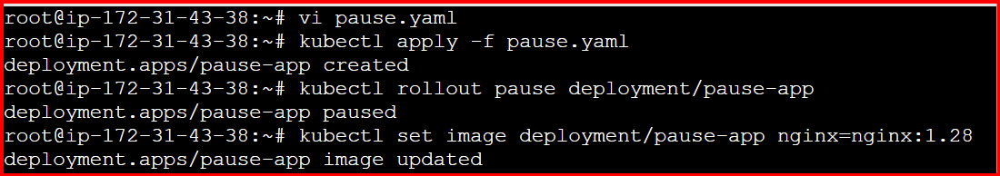 root@ip-172-31-43-38:~# vi pause.yaml
root@ip-172-31-43-38:~# kubectl apply -f pause.yaml
deployment.apps/pause-app created
root@ip-172-31-43-38:~# kubectl rollout pause deployment/pause-app
deployment.apps/pause-app paused
root@ip-172-31-43-38:~# kubectl set image deployment/pause-app nginx=nginx:1.28
deployment.apps/pause-app image updated